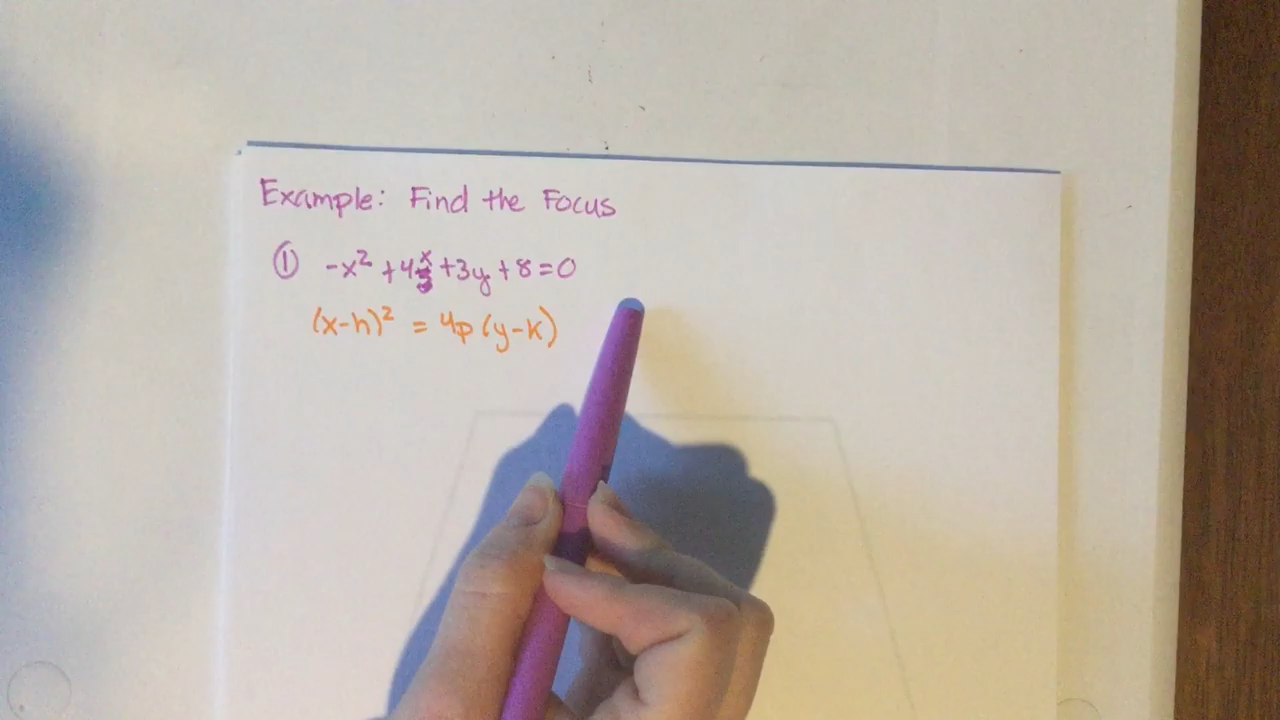 Example: Find the Focus
① -x² +4x +3y +8=0
(x-h)² = 4p(y-k)